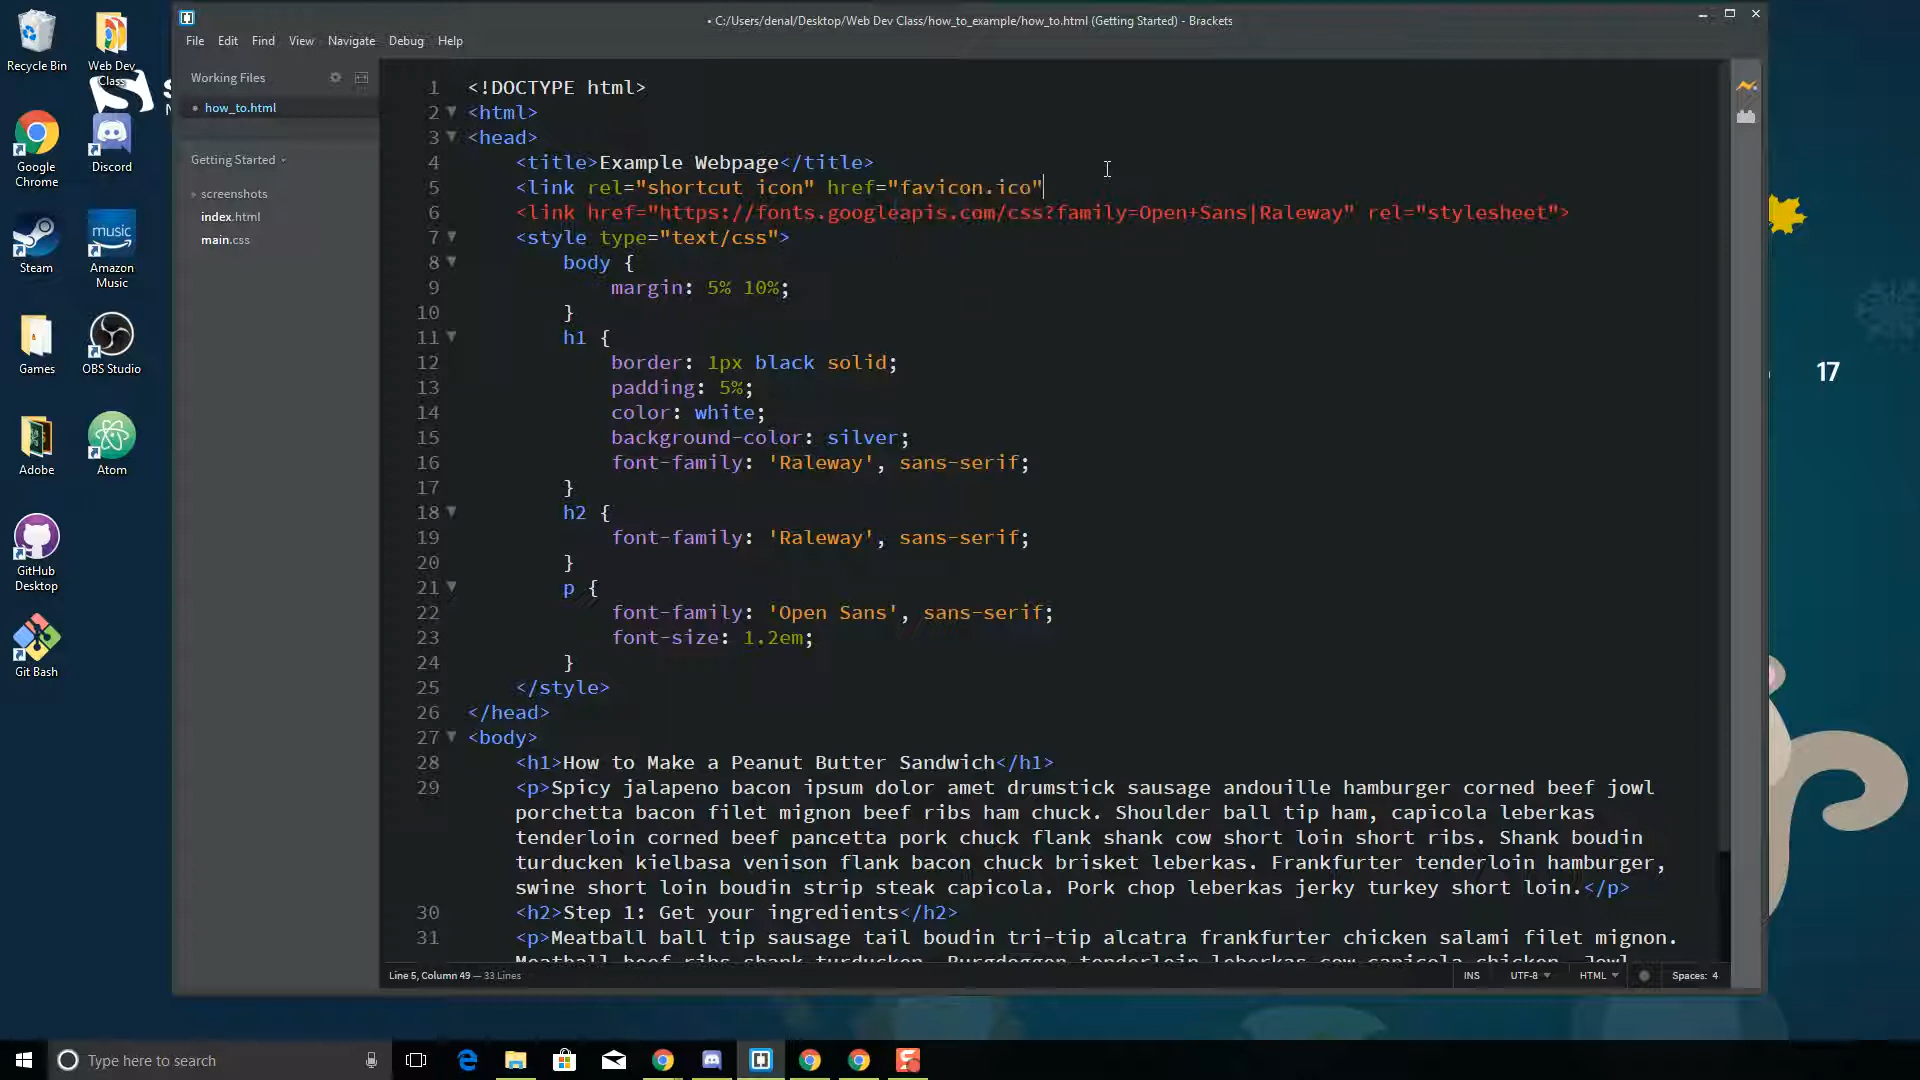 • C:/Users/denal/Desktop/Web Dev Class/how_to_example/how_to.html (Getting Started) - Brackets
File Edit Find View Navigate Debug Help
Working Files
• how_to.html
Getting Started
screenshots
index.html
main.css
1 <!DOCTYPE html>
2 <html>
3 <head>
4 <title>Example Webpage</title>
5 <link rel="shortcut icon" href="favicon.ico"
6 <link href="https://fonts.googleapis.com/css?family=Open+Sans|Raleway" rel="stylesheet">
7 <style type="text/css">
8 body {
9 margin: 5% 10%;
10 }
11 h1 {
12 border: 1px black solid;
13 padding: 5%;
14 color: white;
15 background-color: silver;
16 font-family: 'Raleway', sans-serif;
17 }
18 h2 {
19 font-family: 'Raleway', sans-serif;
20 }
21 p {
22 font-family: 'Open Sans', sans-serif;
23 font-size: 1.2em;
24 }
25 </style>
26 </head>
27 <body>
28 <h1>How to Make a Peanut Butter Sandwich</h1>
29 <p>Spicy jalapeno bacon ipsum dolor amet drumstick sausage andouille hamburger corned beef jowl
porchetta bacon filet mignon beef ribs ham chuck. Shoulder ball tip ham, capicola leberkas
tenderloin corned beef pancetta pork chuck flank shank cow short loin short ribs. Shank boudin
turducken kielbasa venison flank bacon chuck brisket leberkas. Frankfurter tenderloin hamburger,
swine short loin boudin strip steak capicola. Pork chop leberkas jerky turkey short loin.</p>
30 <h2>Step 1: Get your ingredients</h2>
31 <p>Meatball ball tip sausage tail boudin tri-tip alcatra frankfurter chicken salami filet mignon.
Meatball beef ribs shank turducken. Burgdoggen tenderloin leberkas cow capicola chicken. Jowl
Line 5, Column 49 — 33 Lines
INS UTF-8 HTML Spaces: 4
Recycle Bin
Web Dev
Class
Google
Chrome
Discord
Steam
Amazon
Music
music
Games
OBS Studio
Adobe
Atom
GitHub
Desktop
Git Bash
17
Type here to search